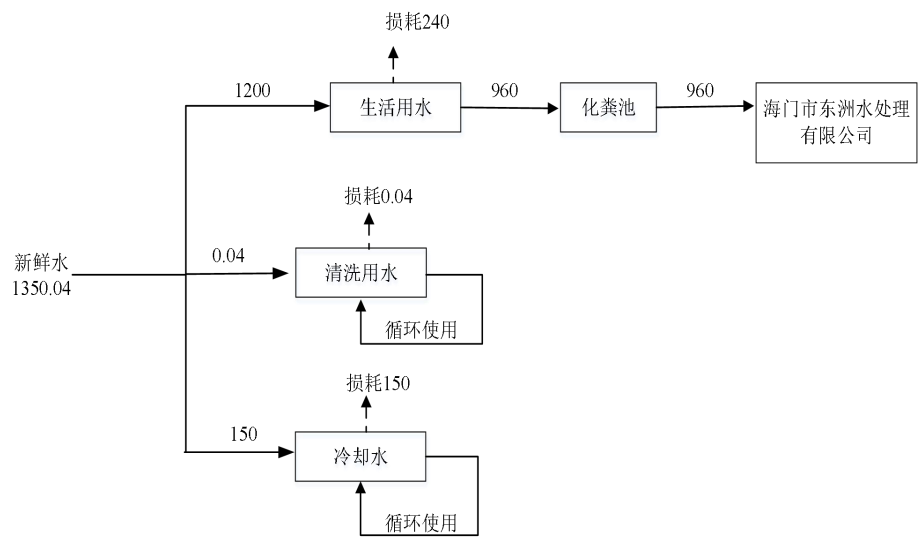 损耗240
1200
生活用水
960
化粪池
960
海门市东洲水处理
有限公司
损耗0.04
新鲜水
1350.04
0.04
清洗用水
循环使用
损耗150
150
冷却水
循环使用